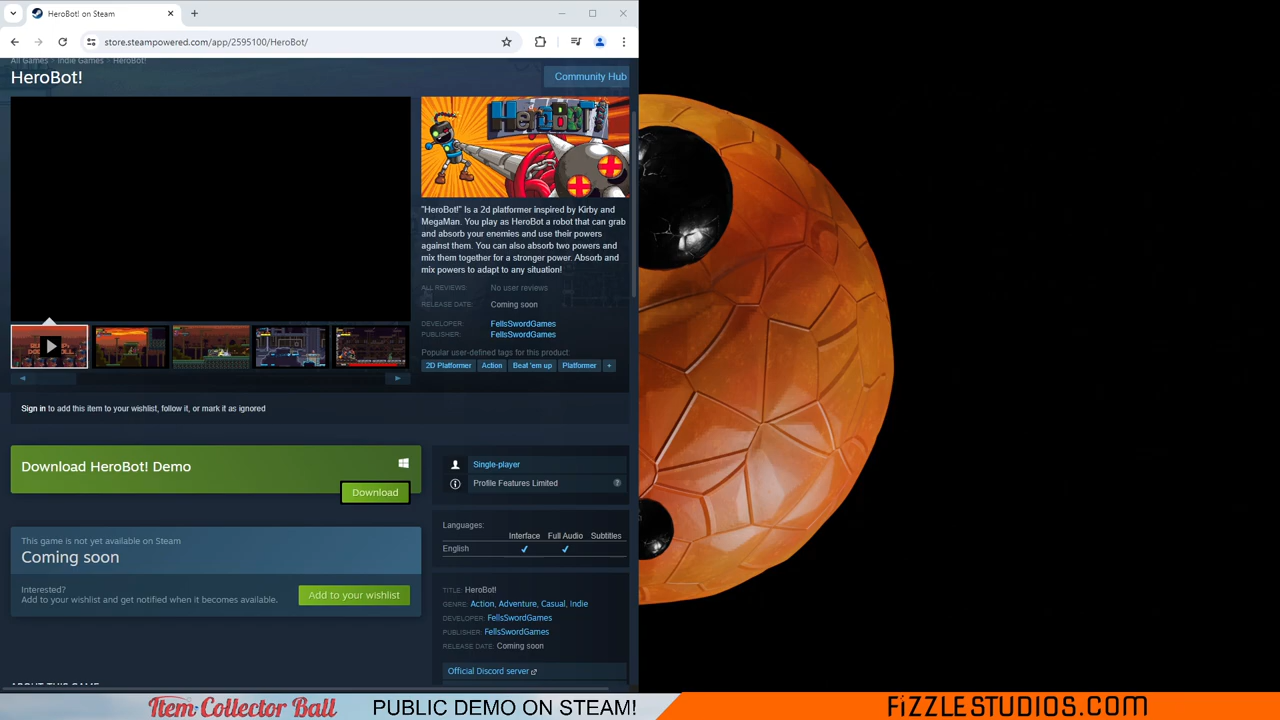 HeroBot! on Steam
store.steampowered.com/app/2595100/HeroBot/
All Games > Indie Games > HeroBot!
HeroBot!
Community Hub
HeroBot
"HeroBot!" Is a 2d platformer inspired by Kirby and
MegaMan. You play as HeroBot a robot that can grab
and absorb your enemies and use their powers
against them. You can also absorb two powers and
mix them together for a stronger power. Absorb and
mix powers to adapt to any situation!
ALL REVIEWS: No user reviews
RELEASE DATE: Coming soon
DEVELOPER: FellsSwordGames
PUBLISHER: FellsSwordGames
Popular user-defined tags for this product:
2D Platformer Action Beat 'em up Platformer +
Sign in to add this item to your wishlist, follow it, or mark it as ignored
Download HeroBot! Demo
Download
Single-player
Profile Features Limited ?
Languages:
Interface Full Audio Subtitles
English ✔ ✔
This game is not yet available on Steam
Coming soon
Interested?
Add to your wishlist and get notified when it becomes available.
Add to your wishlist
TITLE: HeroBot!
GENRE: Action, Adventure, Casual, Indie
DEVELOPER: FellsSwordGames
PUBLISHER: FellsSwordGames
RELEASE DATE: Coming soon
Official Discord server
ABOUT THIS GAME
Item Collector Ball PUBLIC DEMO ON STEAM! FiZZLESTUDiOS.COM